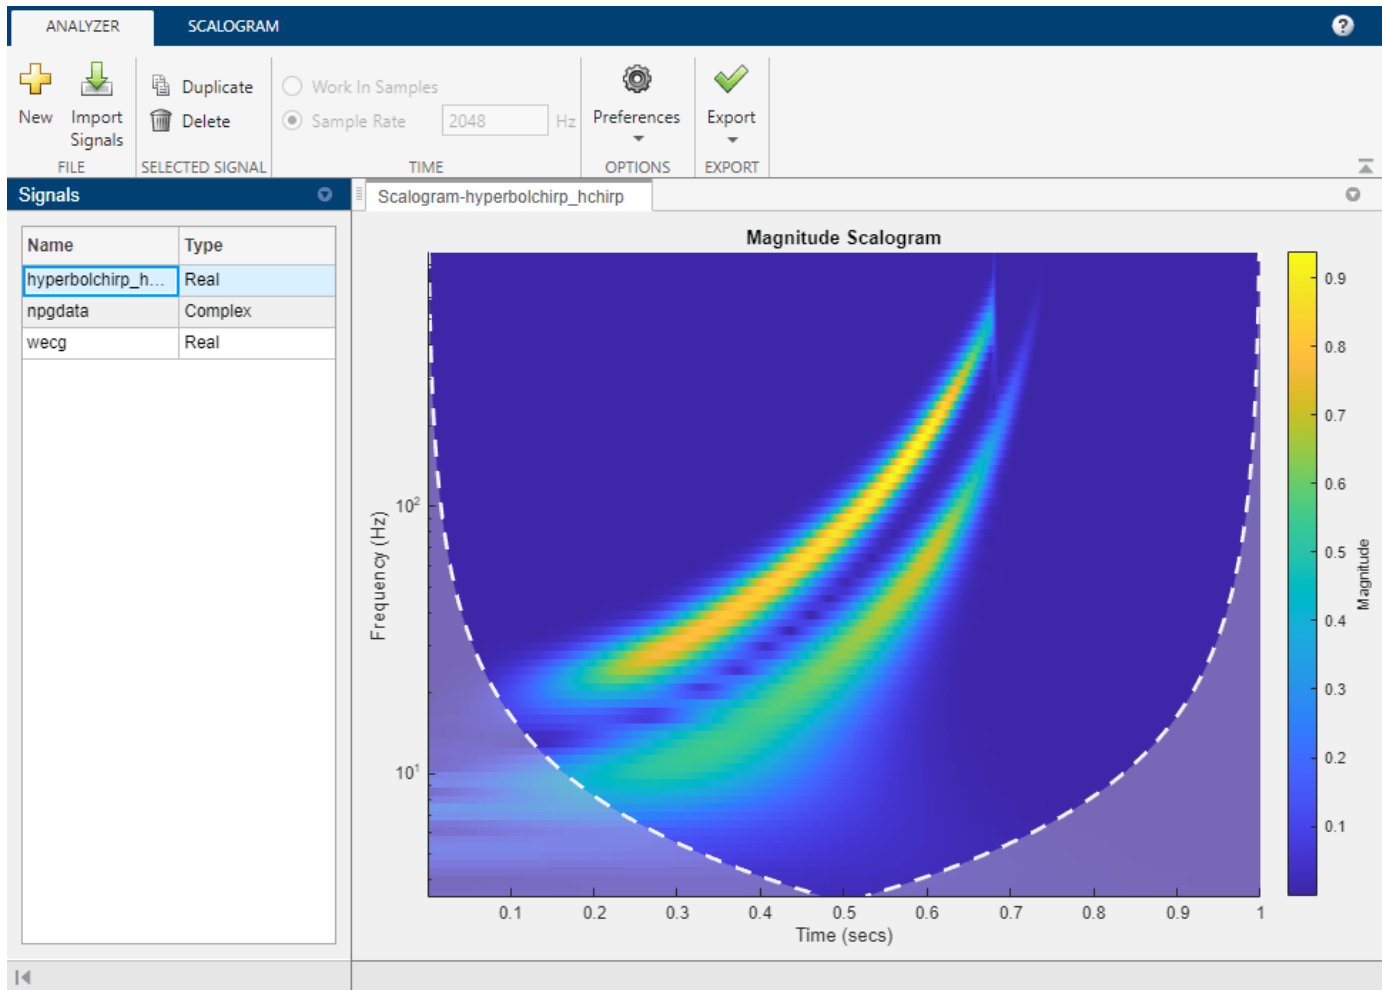 ANALYZER SCALOGRAM ?
New Import Signals Duplicate Delete Work In Samples Sample Rate 2048 Hz Preferences Export
FILE SELECTED SIGNAL TIME OPTIONS EXPORT
Signals
Scalogram-hyperbolchirp_hchirp
Name Type
hyperbolchirp_h... Real
npgdata Complex
wecg Real
Magnitude Scalogram
Frequency (Hz)
10²
10¹
0.1 0.2 0.3 0.4 0.5 0.6 0.7 0.8 0.9 1
Time (secs)
0.9
0.8
0.7
0.6
0.5
0.4
0.3
0.2
0.1
Magnitude